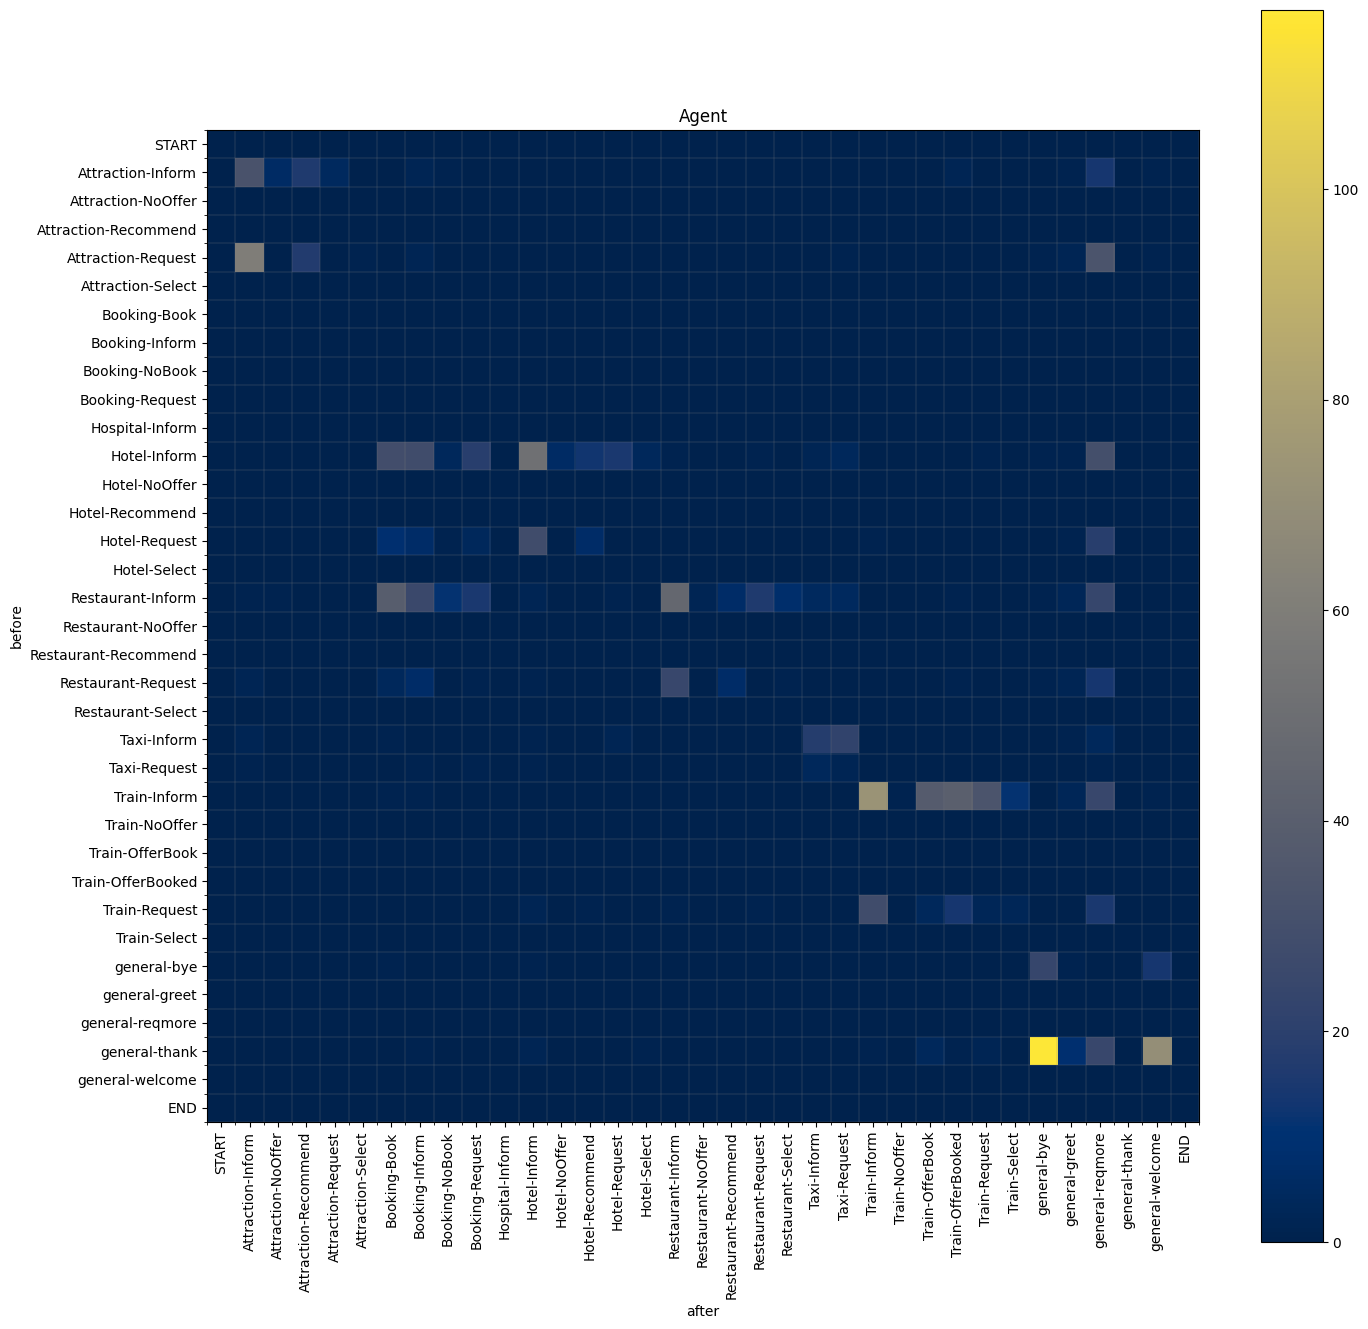 Agent
START
Attraction-Inform
Attraction-NoOffer
Attraction-Recommend
Attraction-Request
Attraction-Select
Booking-Book
Booking-Inform
Booking-NoBook
Booking-Request
Hospital-Inform
Hotel-Inform
Hotel-NoOffer
Hotel-Recommend
Hotel-Request
Hotel-Select
Restaurant-Inform
Restaurant-NoOffer
Restaurant-Recommend
Restaurant-Request
Restaurant-Select
Taxi-Inform
Taxi-Request
Train-Inform
Train-NoOffer
Train-OfferBook
Train-OfferBooked
Train-Request
Train-Select
general-bye
general-greet
general-reqmore
general-thank
general-welcome
END
before
START
Attraction-Inform
Attraction-NoOffer
Attraction-Recommend
Attraction-Request
Attraction-Select
Booking-Book
Booking-Inform
Booking-NoBook
Booking-Request
Hospital-Inform
Hotel-Inform
Hotel-NoOffer
Hotel-Recommend
Hotel-Request
Hotel-Select
Restaurant-Inform
Restaurant-NoOffer
Restaurant-Recommend
Restaurant-Request
Restaurant-Select
Taxi-Inform
Taxi-Request
Train-Inform
Train-NoOffer
Train-OfferBook
Train-OfferBooked
Train-Request
Train-Select
general-bye
general-greet
general-reqmore
general-thank
general-welcome
END
after
100
80
60
40
20
0